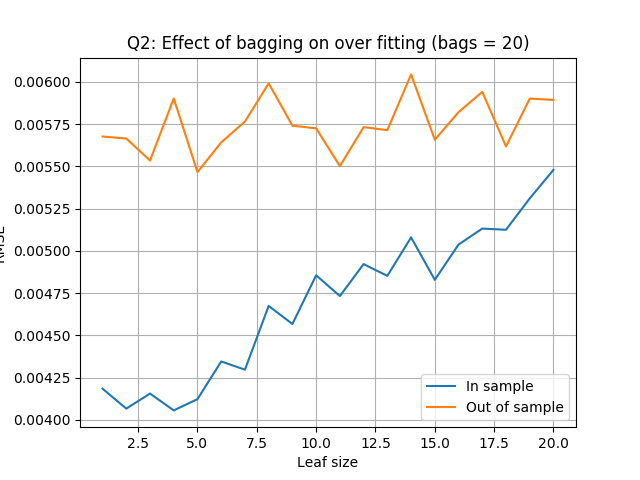 Q2: Effect of bagging on over fitting (bags = 20)
0.00600
0.00575
0.00550
0.00525
0.00500
0.00475
0.00450
0.00425
0.00400
RMSE
In sample
Out of sample
2.5 5.0 7.5 10.0 12.5 15.0 17.5 20.0
Leaf size